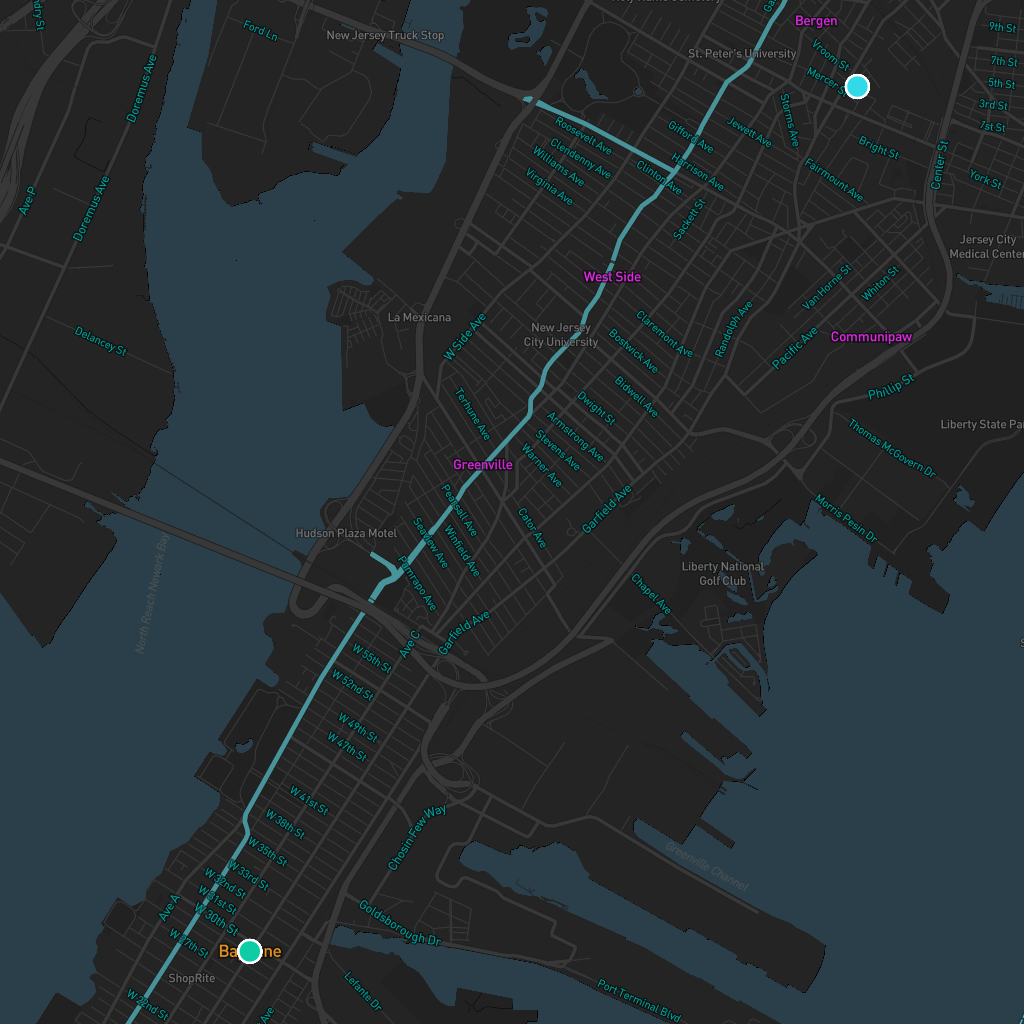 Ford Ln
New Jersey Truck Stop
Bergen
9th St
St. Peter's University
Vroom St
7th St
Doremus Ave
Mercer St
5th St
Storms Ave
3rd St
1st St
Roosevelt Ave
Gifford Ave
Jewett Ave
Clendenny Ave
Bright St
Williams Ave
Harrison Ave
Center St
Virginia Ave
Clinton Ave
Fairmount Ave
York St
Ave P
Doremus Ave
Sackett St
Jersey City
Medical Center
West Side
Van Horne St
Whiton St
La Mexicana
New Jersey
City University
W Side Ave
Claremont Ave
Randolph Ave
Communipaw
Delancey St
Bostwick Ave
Pacific Ave
Phillip St
Bidwell Ave
Terhune Ave
Dwight St
Armstrong Ave
Liberty State Par
Stevens Ave
Thomas McGovern Dr
Greenville
Warner Ave
Pearsall Ave
Garfield Ave
Morris Pesin Dr
Cator Ave
Hudson Plaza Motel
Seaview Ave
Winfield Ave
Liberty National
Golf Club
North Reach Newark Bay
Pamrapo Ave
Chapel Ave
Garfield Ave
Ave C
W 55th St
W 52nd St
W 49th St
W 47th St
W 41st St
W 38th St
Chosin Few Way
W 35th St
Greenville Channel
W 33rd St
W 32nd St
W 31st St
Ave A
W 30th St
Goldsborough Dr
W 27th St
ShopRite
Lefante Dr
Port Terminal Blvd
W 22nd St
Ave